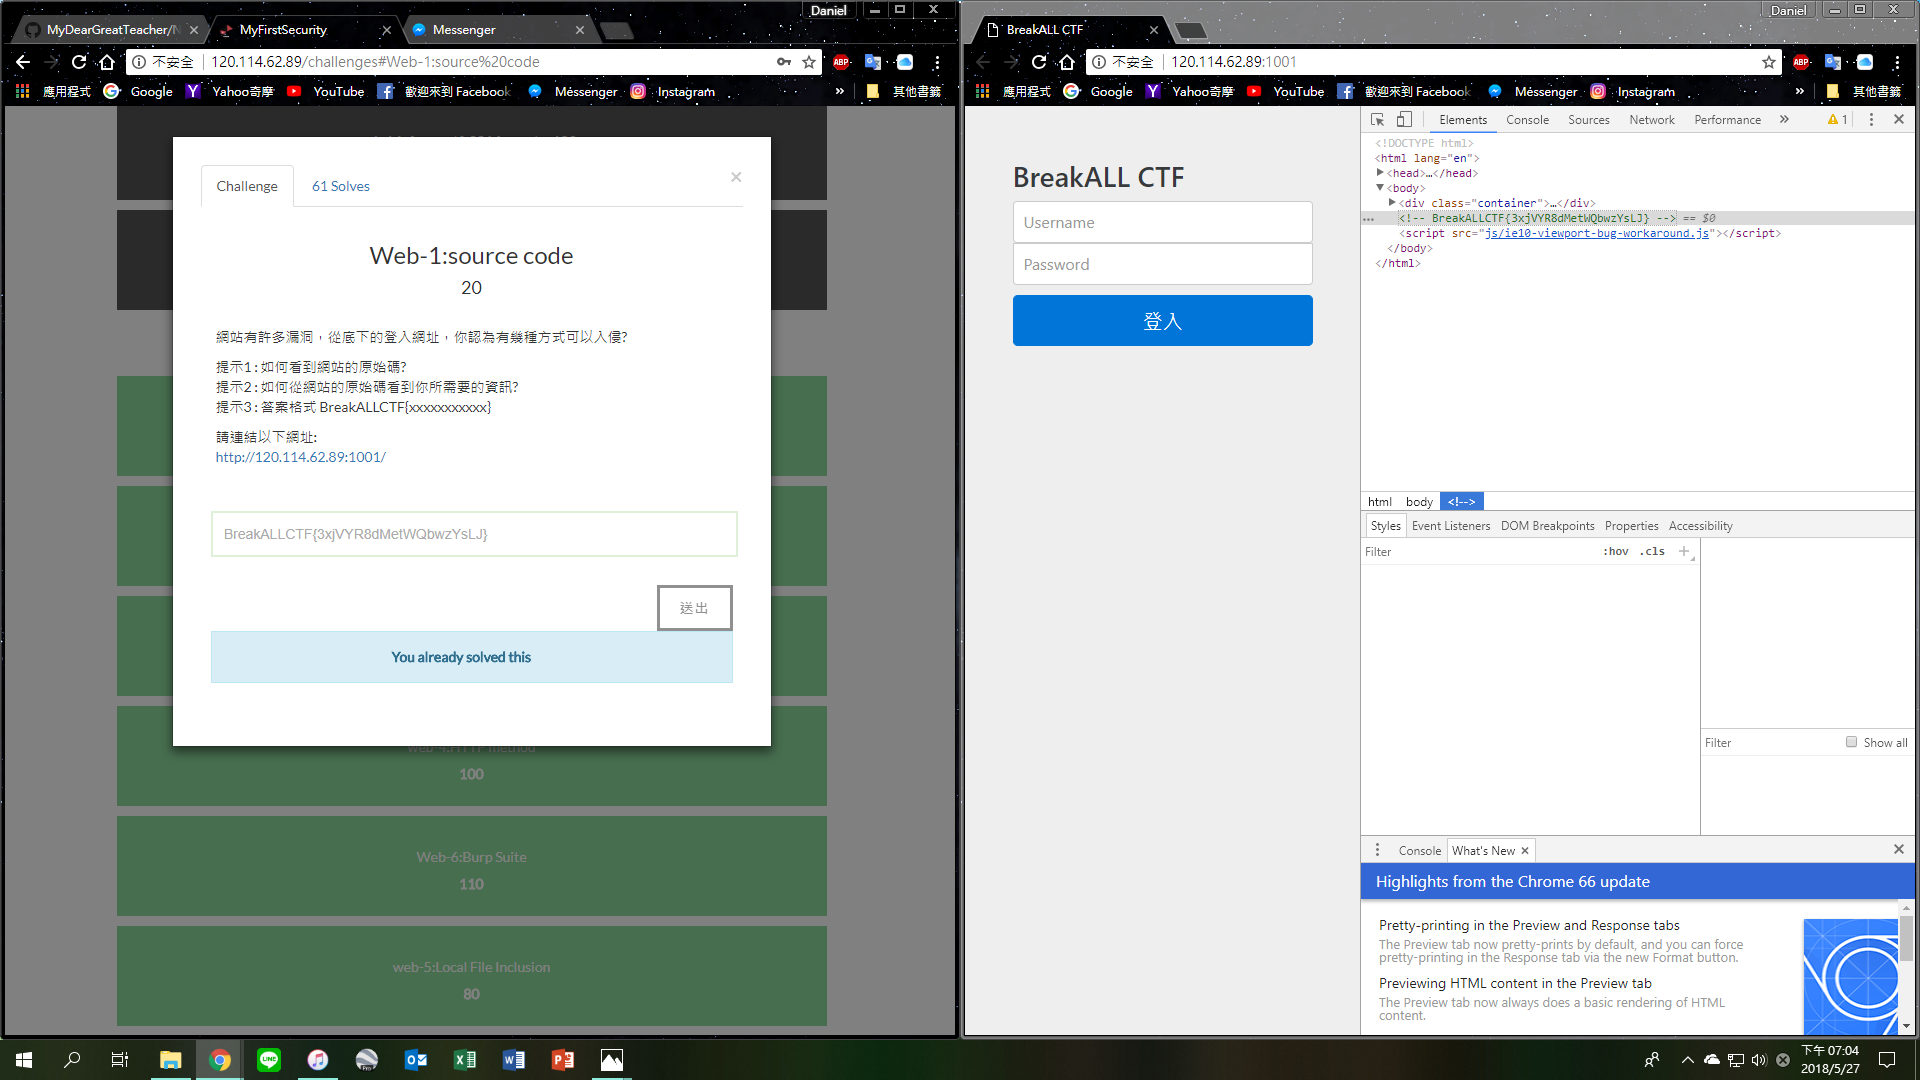 Daniel
MyDearGreatTeacher/
MyFirstSecurity
Messenger
不安全 120.114.62.89/challenges#Web-1:source%20code
ABP
應用程式 Google Yahoo奇摩 YouTube 歡迎來到 Facebook Messenger Instagram » 其他書籤
Challenge
61 Solves
×
Web-1:source code
20
網站有許多漏洞，從底下的登入網址，你認為有幾種方式可以入侵?
提示1 : 如何看到網站的原始碼?
提示2 : 如何從網站的原始碼看到你所需要的資訊?
提示3 : 答案格式 BreakALLCTF{xxxxxxxxxxx}
請連結以下網址:
http://120.114.62.89:1001/
BreakALLCTF{3xjVYR8dMetWQbwzYsLJ}
送出
You already solved this
web-4:HTTP method
100
Web-6:Burp Suite
110
web-5:Local File Inclusion
80
Daniel
BreakALL CTF
不安全 120.114.62.89:1001
ABP
應用程式 Google Yahoo奇摩 YouTube 歡迎來到 Facebook Messenger Instagram » 其他書籤
BreakALL CTF
Username
Password
登入
Elements Console Sources Network Performance » 1
<!DOCTYPE html>
<html lang="en">
<head>…</head>
<body>
<div class="container">…</div>
<!-- BreakALLCTF{3xjVYR8dMetWQbwzYsLJ} --> == $0
<script src="js/ie10-viewport-bug-workaround.js"></script>
</body>
</html>
html body <!-->
Styles Event Listeners DOM Breakpoints Properties Accessibility
Filter :hov .cls +
Filter Show all
Console What's New ×
Highlights from the Chrome 66 update
Pretty-printing in the Preview and Response tabs
The Preview tab now pretty-prints by default, and you can force
pretty-printing in the Response tab via the new Format button.
Previewing HTML content in the Preview tab
The Preview tab now always does a basic rendering of HTML
content.
下午 07:04
2018/5/27